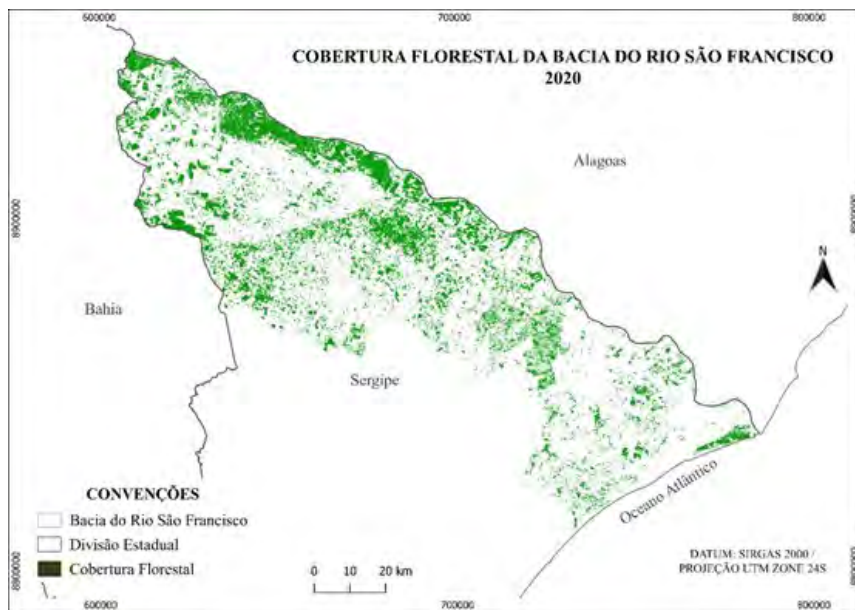 600000
700000
800000
COBERTURA FLORESTAL DA BACIA DO RIO SÃO FRANCISCO
2020
Alagoas
8900000
8900000
N
Bahia
Sergipe
Oceano Atlântico
CONVENÇÕES
Bacia do Rio São Francisco
Divisão Estadual
Cobertura Florestal
0 10 20 km
DATUM: SIRGAS 2000 /
PROJEÇÃO UTM ZONE 24S
8800000
8800000
600000
700000
800000